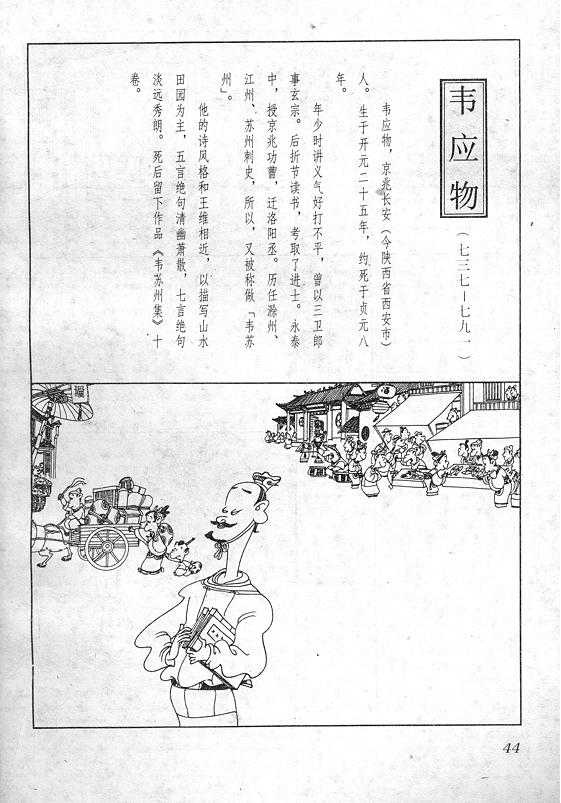 韦应物
（七三七－七九一）
韦应物，京兆长安（今陕西省西安市）
人。生于开元二十五年，约死于贞元八
年。
年少时讲义气好打不平，曾以三卫郎
事玄宗。后折节读书，考取了进士。永泰
中，授京兆功曹，迁洛阳丞。历任滁州、
江州、苏州刺史，所以，又被称做「韦苏
州」。
他的诗风格和王维相近，以描写山水
田园为主，五言绝句清幽萧散，七言绝句
淡远秀朗。死后留下作品《韦苏州集》十
卷。
44